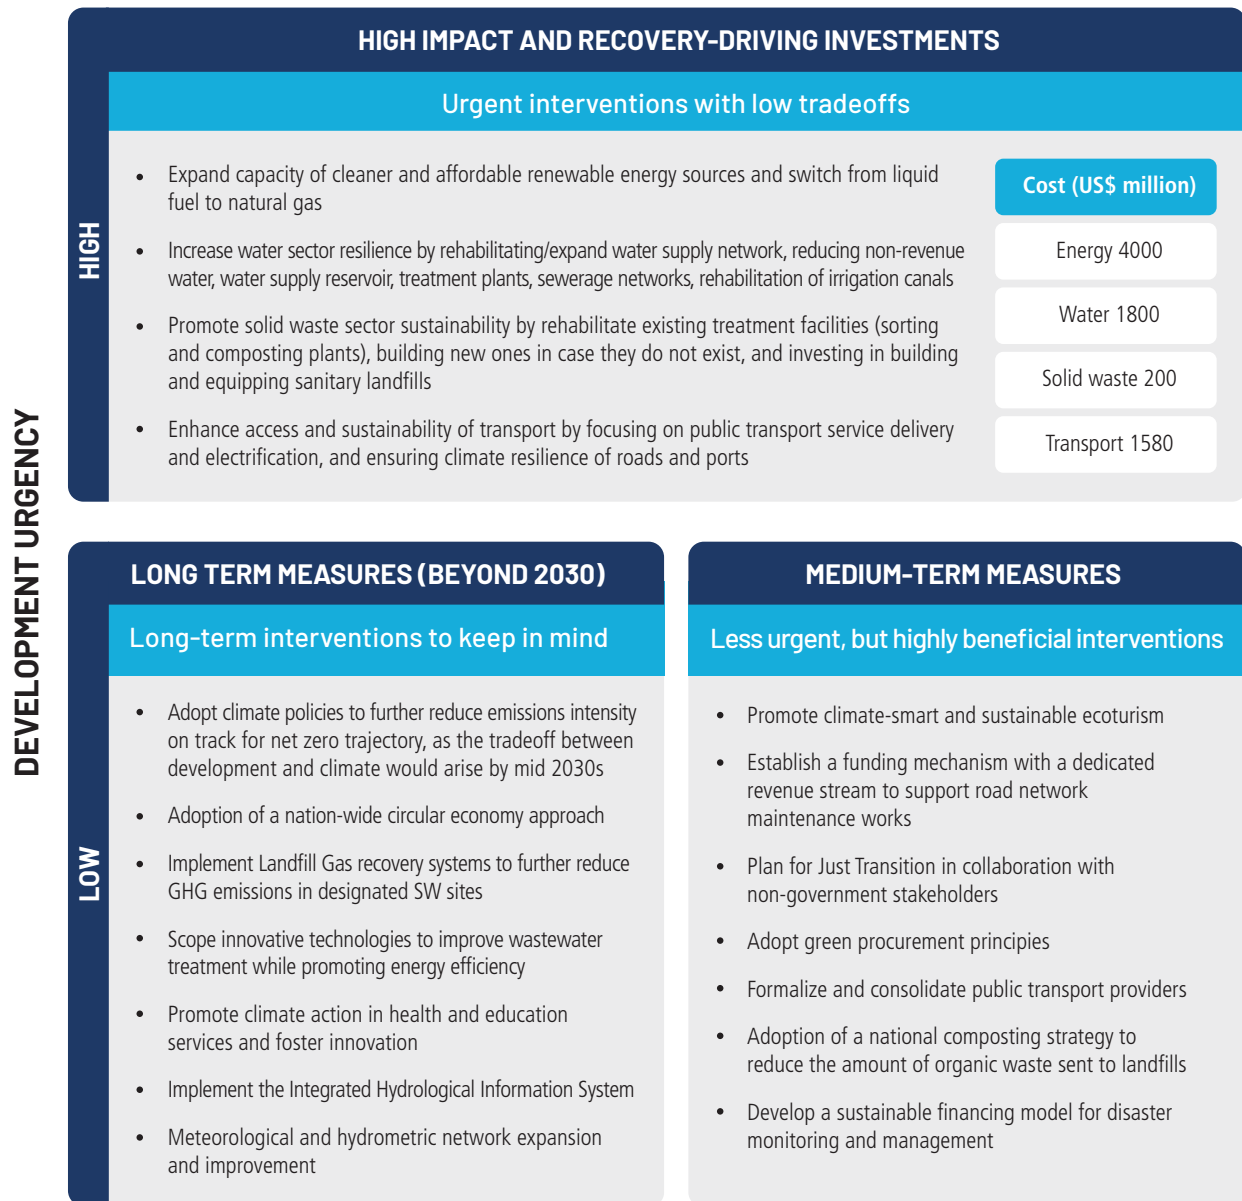 DEVELOPMENT URGENCY
HIGH
HIGH IMPACT AND RECOVERY-DRIVING INVESTMENTS
Urgent interventions with low tradeoffs
• Expand capacity of cleaner and affordable renewable energy sources and switch from liquid
fuel to natural gas
• Increase water sector resilience by rehabilitating/expand water supply network, reducing non-revenue
water, water supply reservoir, treatment plants, sewerage networks, rehabilitation of irrigation canals
• Promote solid waste sector sustainability by rehabilitate existing treatment facilities (sorting
and composting plants), building new ones in case they do not exist, and investing in building
and equipping sanitary landfills
• Enhance access and sustainability of transport by focusing on public transport service delivery
and electrification, and ensuring climate resilience of roads and ports
Cost (US$ million)
Energy 4000
Water 1800
Solid waste 200
Transport 1580
LOW
LONG TERM MEASURES (BEYOND 2030)
Long-term interventions to keep in mind
• Adopt climate policies to further reduce emissions intensity
on track for net zero trajectory, as the tradeoff between
development and climate would arise by mid 2030s
• Adoption of a nation-wide circular economy approach
• Implement Landfill Gas recovery systems to further reduce
GHG emissions in designated SW sites
• Scope innovative technologies to improve wastewater
treatment while promoting energy efficiency
• Promote climate action in health and education
services and foster innovation
• Implement the Integrated Hydrological Information System
• Meteorological and hydrometric network expansion
and improvement
MEDIUM-TERM MEASURES
Less urgent, but highly beneficial interventions
• Promote climate-smart and sustainable ecoturism
• Establish a funding mechanism with a dedicated
revenue stream to support road network
maintenance works
• Plan for Just Transition in collaboration with
non-government stakeholders
• Adopt green procurement principies
• Formalize and consolidate public transport providers
• Adoption of a national composting strategy to
reduce the amount of organic waste sent to landfills
• Develop a sustainable financing model for disaster
monitoring and management